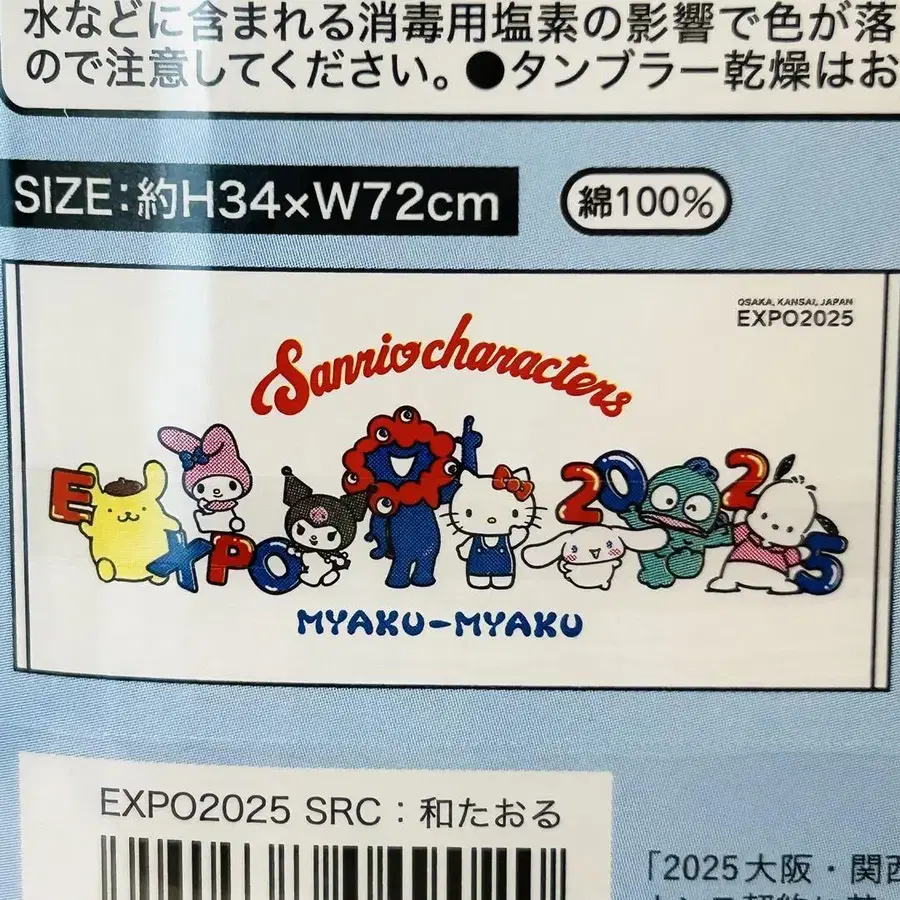 水などに含まれる消毒用塩素の影響で色が落
ので注意してください。●タンブラー乾燥はお
SIZE：約H34×W72cm
綿100%
OSAKA, KANSAI, JAPAN
EXPO2025
Sanrio characters
EXPO
2025
MYAKU-MYAKU
EXPO2025 SRC：和たおる
「2025大阪・関西